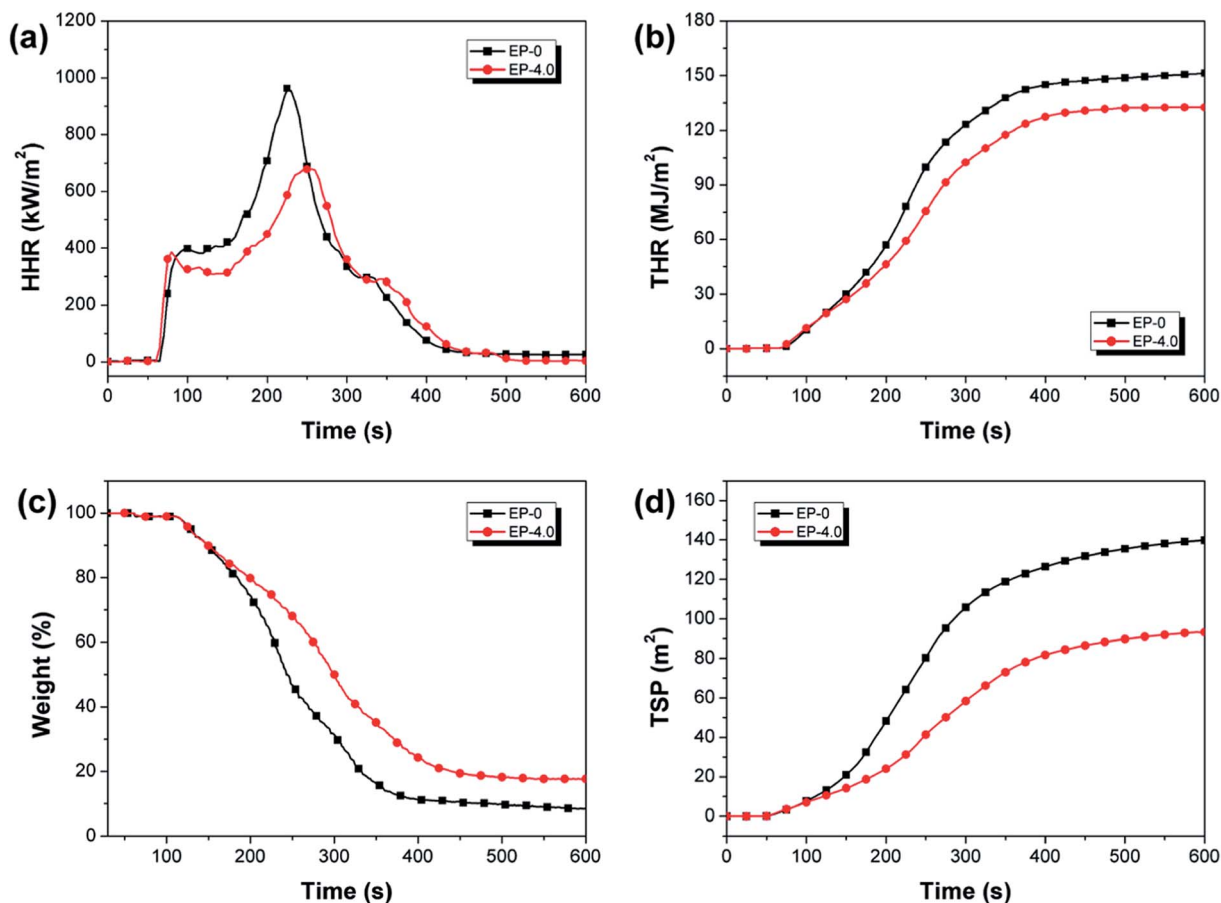 (a)
1200
1000
800
600
400
200
0
HHR (kW/m²)
0 100 200 300 400 500 600
Time (s)
EP-0
EP-4.0
(b)
180
150
120
90
60
30
0
THR (MJ/m²)
0 100 200 300 400 500 600
Time (s)
EP-0
EP-4.0
(c)
100
80
60
40
20
0
Weight (%)
100 200 300 400 500 600
Time (s)
EP-0
EP-4.0
(d)
160
140
120
100
80
60
40
20
0
TSP (m²)
0 100 200 300 400 500 600
Time (s)
EP-0
EP-4.0